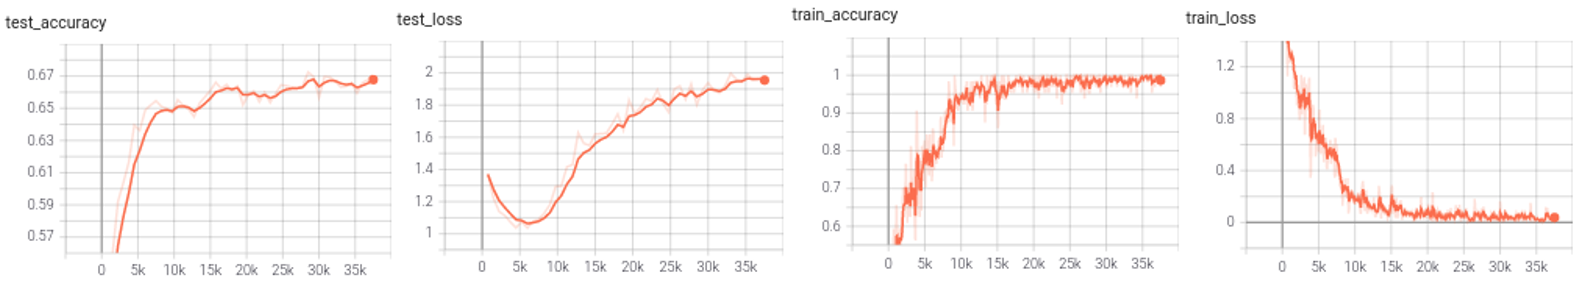 test_accuracy
0.67
0.65
0.63
0.61
0.59
0.57
0 5k 10k 15k 20k 25k 30k 35k
test_loss
2
1.8
1.6
1.4
1.2
1
0 5k 10k 15k 20k 25k 30k 35k
train_accuracy
1
0.9
0.8
0.7
0.6
0 5k 10k 15k 20k 25k 30k 35k
train_loss
1.2
0.8
0.4
0
0 5k 10k 15k 20k 25k 30k 35k